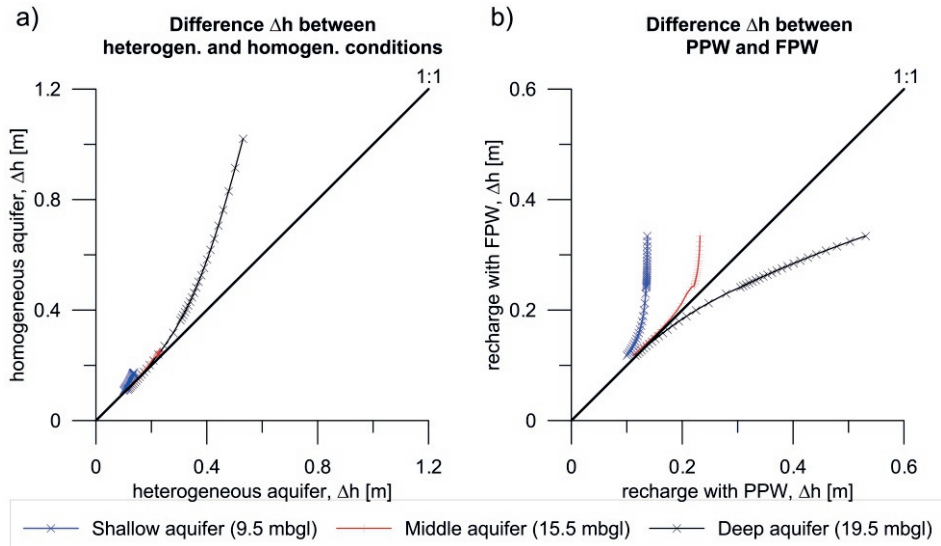 a)
Difference Δh between
heterogen. and homogen. conditions
1:1
1.2
0.8
0.4
0
homogeneous aquifer, Δh [m]
0
0.4
0.8
1.2
heterogeneous aquifer, Δh [m]
b)
Difference Δh between
PPW and FPW
1:1
0.6
0.4
0.2
0
recharge with FPW, Δh [m]
0
0.2
0.4
0.6
recharge with PPW, Δh [m]
Shallow aquifer (9.5 mbgl)
Middle aquifer (15.5 mbgl)
Deep aquifer (19.5 mbgl)